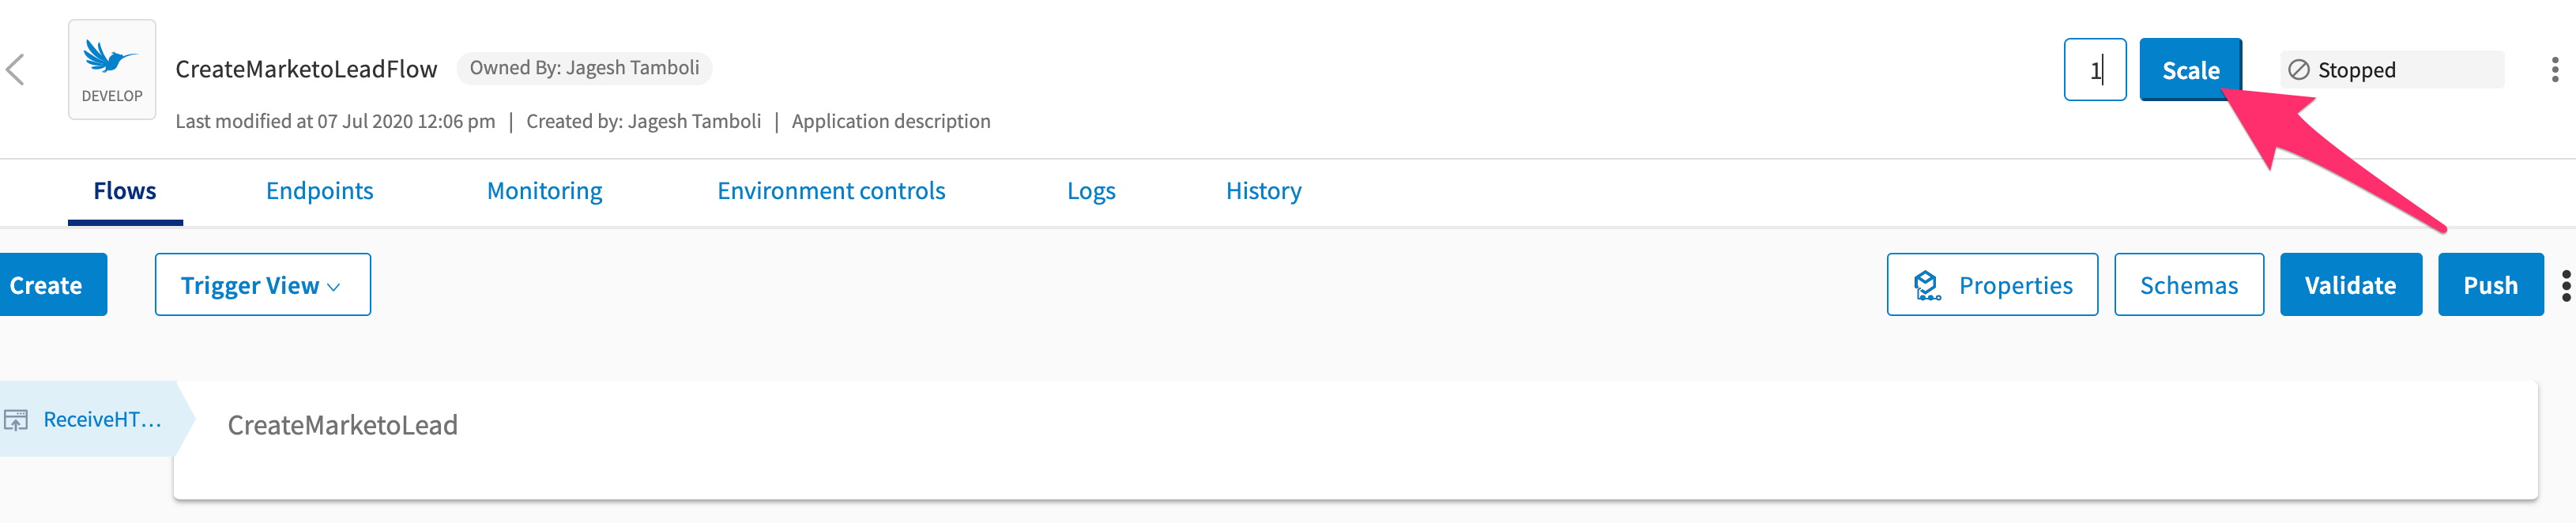 DEVELOP
CreateMarketoLeadFlow Owned By: Jagesh Tamboli
1 Scale Stopped
Last modified at 07 Jul 2020 12:06 pm | Created by: Jagesh Tamboli | Application description
Flows Endpoints Monitoring Environment controls Logs History
Create Trigger View Properties Schemas Validate Push
ReceiveHT... CreateMarketoLead